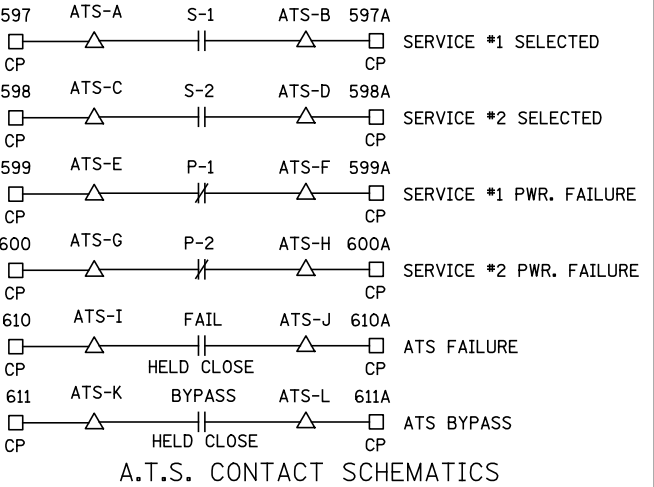 597 ATS-A S-1 ATS-B 597A
SERVICE #1 SELECTED
CP CP
598 ATS-C S-2 ATS-D 598A
SERVICE #2 SELECTED
CP CP
599 ATS-E P-1 ATS-F 599A
SERVICE #1 PWR. FAILURE
CP CP
600 ATS-G P-2 ATS-H 600A
SERVICE #2 PWR. FAILURE
CP CP
610 ATS-I FAIL ATS-J 610A
ATS FAILURE
CP HELD CLOSE CP
611 ATS-K BYPASS ATS-L 611A
ATS BYPASS
CP HELD CLOSE CP
A.T.S. CONTACT SCHEMATICS